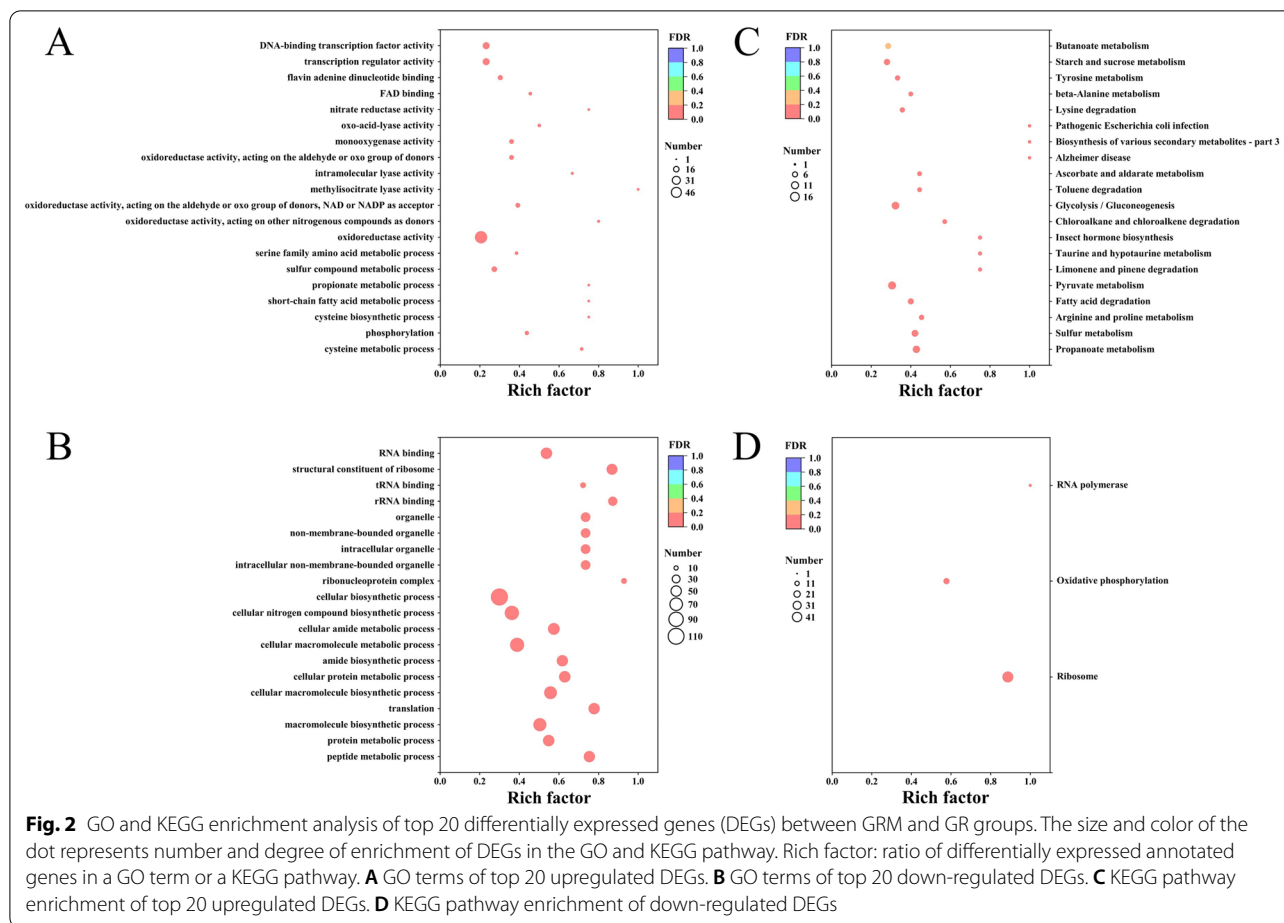 A
DNA-binding transcription factor activity
transcription regulator activity
flavin adenine dinucleotide binding
FAD binding
nitrate reductase activity
oxo-acid-lyase activity
monooxygenase activity
oxidoreductase activity, acting on the aldehyde or oxo group of donors
intramolecular lyase activity
methylisocitrate lyase activity
oxidoreductase activity, acting on the aldehyde or oxo group of donors, NAD or NADP as acceptor
oxidoreductase activity, acting on other nitrogenous compounds as donors
oxidoreductase activity
serine family amino acid metabolic process
sulfur compound metabolic process
propionate metabolic process
short-chain fatty acid metabolic process
cysteine biosynthetic process
phosphorylation
cysteine metabolic process
0.0 0.2 0.4 0.6 0.8 1.0
Rich factor
FDR
1.0
0.8
0.6
0.4
0.2
0.0
Number
1
16
31
46
C
FDR
1.0
0.8
0.6
0.4
0.2
0.0
Number
1
6
11
16
Butanoate metabolism
Starch and sucrose metabolism
Tyrosine metabolism
beta-Alanine metabolism
Lysine degradation
Pathogenic Escherichia coli infection
Biosynthesis of various secondary metabolites - part 3
Alzheimer disease
Ascorbate and aldarate metabolism
Toluene degradation
Glycolysis / Gluconeogenesis
Chloroalkane and chloroalkene degradation
Insect hormone biosynthesis
Taurine and hypotaurine metabolism
Limonene and pinene degradation
Pyruvate metabolism
Fatty acid degradation
Arginine and proline metabolism
Sulfur metabolism
Propanoate metabolism
0.0 0.2 0.4 0.6 0.8 1.0
Rich factor
B
RNA binding
structural constituent of ribosome
tRNA binding
rRNA binding
organelle
non-membrane-bounded organelle
intracellular organelle
intracellular non-membrane-bounded organelle
ribonucleoprotein complex
cellular biosynthetic process
cellular nitrogen compound biosynthetic process
cellular amide metabolic process
cellular macromolecule metabolic process
amide biosynthetic process
cellular protein metabolic process
cellular macromolecule biosynthetic process
translation
macromolecule biosynthetic process
protein metabolic process
peptide metabolic process
0.0 0.2 0.4 0.6 0.8 1.0
Rich factor
FDR
1.0
0.8
0.6
0.4
0.2
0.0
Number
10
30
50
70
90
110
D
FDR
1.0
0.8
0.6
0.4
0.2
0.0
Number
1
11
21
31
41
RNA polymerase
Oxidative phosphorylation
Ribosome
0.0 0.2 0.4 0.6 0.8 1.0
Rich factor
Fig. 2 GO and KEGG enrichment analysis of top 20 differentially expressed genes (DEGs) between GRM and GR groups. The size and color of the
dot represents number and degree of enrichment of DEGs in the GO and KEGG pathway. Rich factor: ratio of differentially expressed annotated
genes in a GO term or a KEGG pathway. A GO terms of top 20 upregulated DEGs. B GO terms of top 20 down-regulated DEGs. C KEGG pathway
enrichment of top 20 upregulated DEGs. D KEGG pathway enrichment of down-regulated DEGs